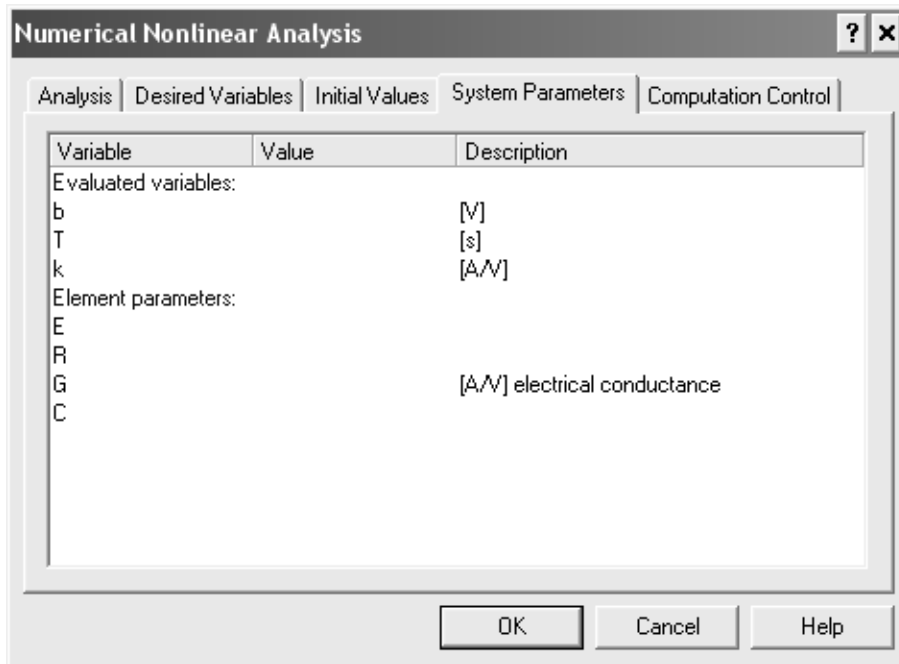 Numerical Nonlinear Analysis ? ×
Analysis Desired Variables Initial Values System Parameters Computation Control
Variable Value Description
Evaluated variables:
b [V]
T [s]
k [A/V]
Element parameters:
E
R
G [A/V] electrical conductance
C
OK Cancel Help